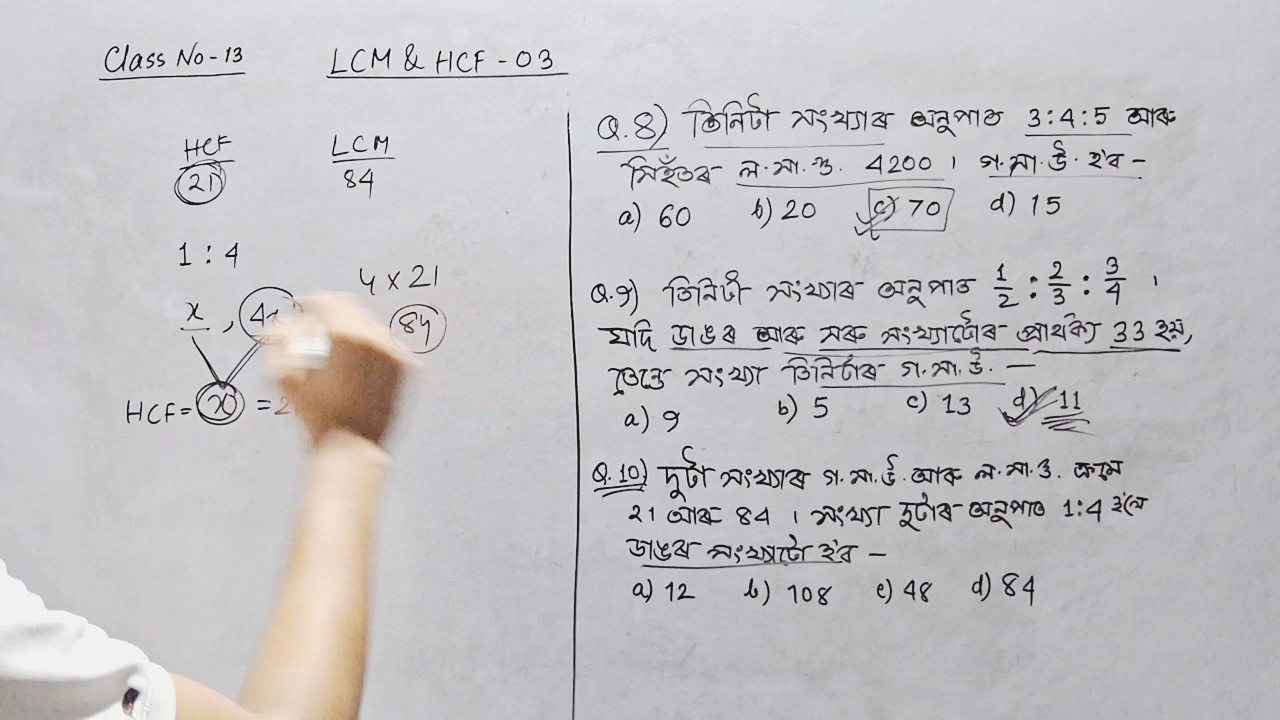 Class No - 13
LCM & HCF - 03
HCF
LCM
21
84
1 : 4
4 × 21
x , 4x
84
HCF = x = 2
Q.8) তিনিটা সংখ্যাৰ অনুপাত 3:4:5 আৰু
সিহঁতৰ ল.সা.গু. 4200। গ.সা.উ. হ'ব -
a) 60 b) 20 c) 70 d) 15
Q.9) তিনিটা সংখ্যাৰ অনুপাত 1/2 : 2/3 : 3/4 ।
যদি ডাঙৰ আৰু সৰু সংখ্যাটোৰ প্ৰাৰ্থক্য 33 হয়,
তেন্তে সংখ্যা তিনিটাৰ গ.সা.উ. —
a) 9 b) 5 c) 13 d) 11
Q.10) দুটা সংখ্যাৰ গ.সা.উ. আৰু ল.সা.গু. ক্ৰমে
21 আৰু 84 । সংখ্যা দুটাৰ অনুপাত 1:4 হ'লে
ডাঙৰ সংখ্যাটো হ'ব –
a) 12 b) 108 c) 48 d) 84